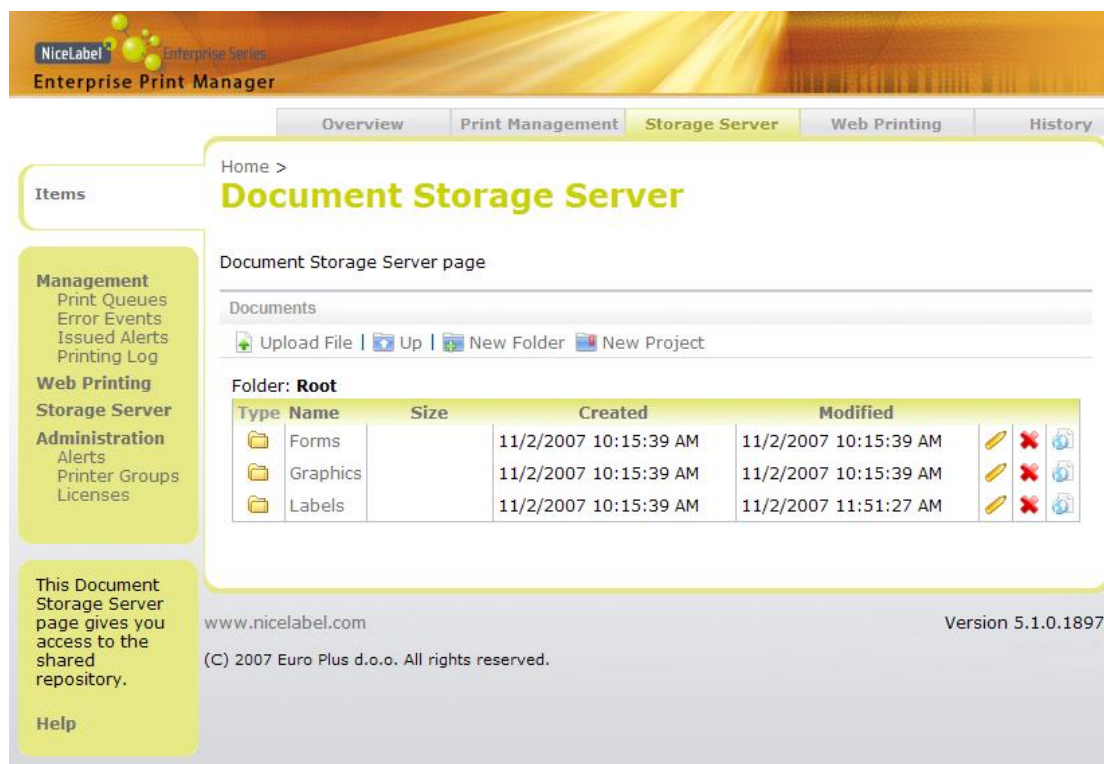 NiceLabel Enterprise Series
Enterprise Print Manager
Overview Print Management Storage Server Web Printing History
Items
Home >
Document Storage Server
Document Storage Server page
Management
Print Queues
Error Events
Issued Alerts
Printing Log
Web Printing
Storage Server
Administration
Alerts
Printer Groups
Licenses
Documents
Upload File | Up | New Folder New Project
Folder: Root
Type Name Size Created Modified
Forms 11/2/2007 10:15:39 AM 11/2/2007 10:15:39 AM
Graphics 11/2/2007 10:15:39 AM 11/2/2007 10:15:39 AM
Labels 11/2/2007 10:15:39 AM 11/2/2007 11:51:27 AM
This Document
Storage Server
page gives you
access to the
shared
repository.
Help
www.nicelabel.com Version 5.1.0.1897
(C) 2007 Euro Plus d.o.o. All rights reserved.